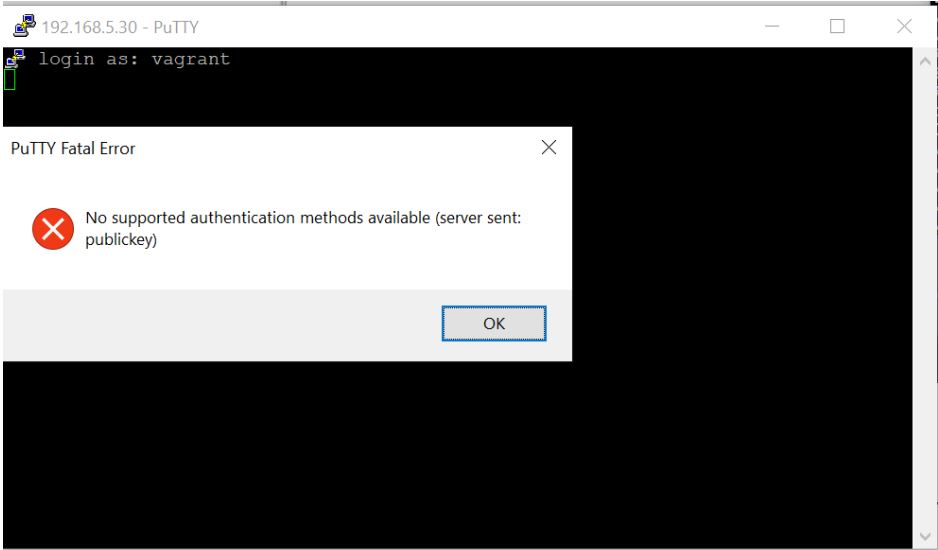 192.168.5.30 - PuTTY
login as: vagrant
PuTTY Fatal Error
No supported authentication methods available (server sent:
publickey)
OK